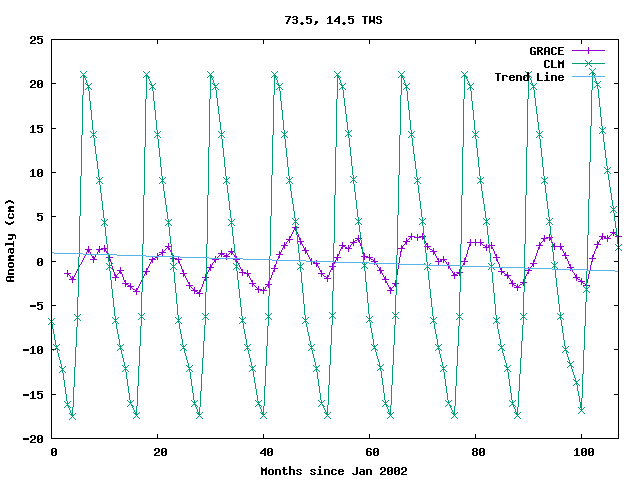 73.5, 14.5 TWS
GRACE
CLM
Trend Line
25
20
15
10
5
0
-5
-10
-15
-20
Anomaly (cm)
0 20 40 60 80 100
Months since Jan 2002